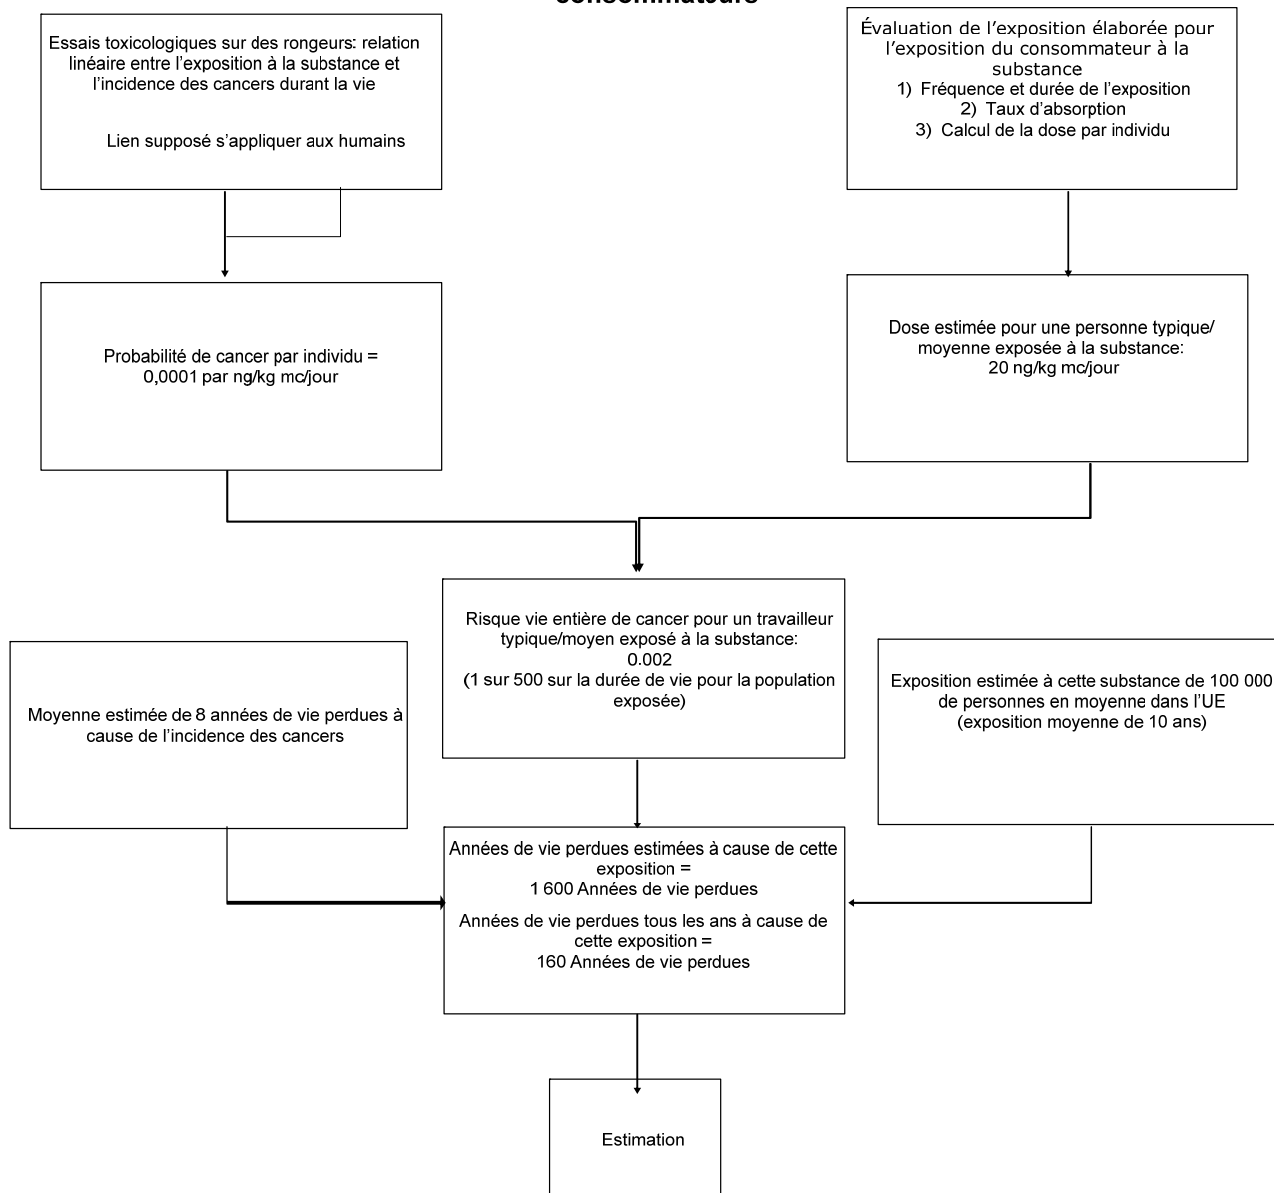 consommateurs
Essais toxicologiques sur des rongeurs: relation
linéaire entre l'exposition à la substance et
l'incidence des cancers durant la vie
Lien supposé s'appliquer aux humains
Évaluation de l'exposition élaborée pour
l'exposition du consommateur à la
substance
1) Fréquence et durée de l'exposition
2) Taux d'absorption
3) Calcul de la dose par individu
Probabilité de cancer par individu =
0,0001 par ng/kg mc/jour
Dose estimée pour une personne typique/
moyenne exposée à la substance:
20 ng/kg mc/jour
Risque vie entière de cancer pour un travailleur
typique/moyen exposé à la substance:
0.002
(1 sur 500 sur la durée de vie pour la population
exposée)
Moyenne estimée de 8 années de vie perdues à
cause de l'incidence des cancers
Exposition estimée à cette substance de 100 000
de personnes en moyenne dans l'UE
(exposition moyenne de 10 ans)
Années de vie perdues estimées à cause de cette
exposition =
1 600 Années de vie perdues
Années de vie perdues tous les ans à cause de
cette exposition =
160 Années de vie perdues
Estimation